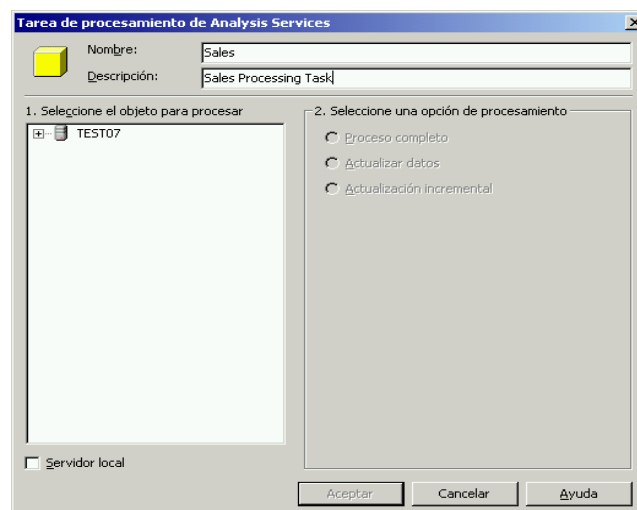 Tarea de procesamiento de Analysis Services
Nombre:
Sales
Descripción:
Sales Processing Task
1. Seleccione el objeto para procesar
TEST07
2. Seleccione una opción de procesamiento
Proceso completo
Actualizar datos
Actualización incremental
Servidor local
Aceptar
Cancelar
Ayuda